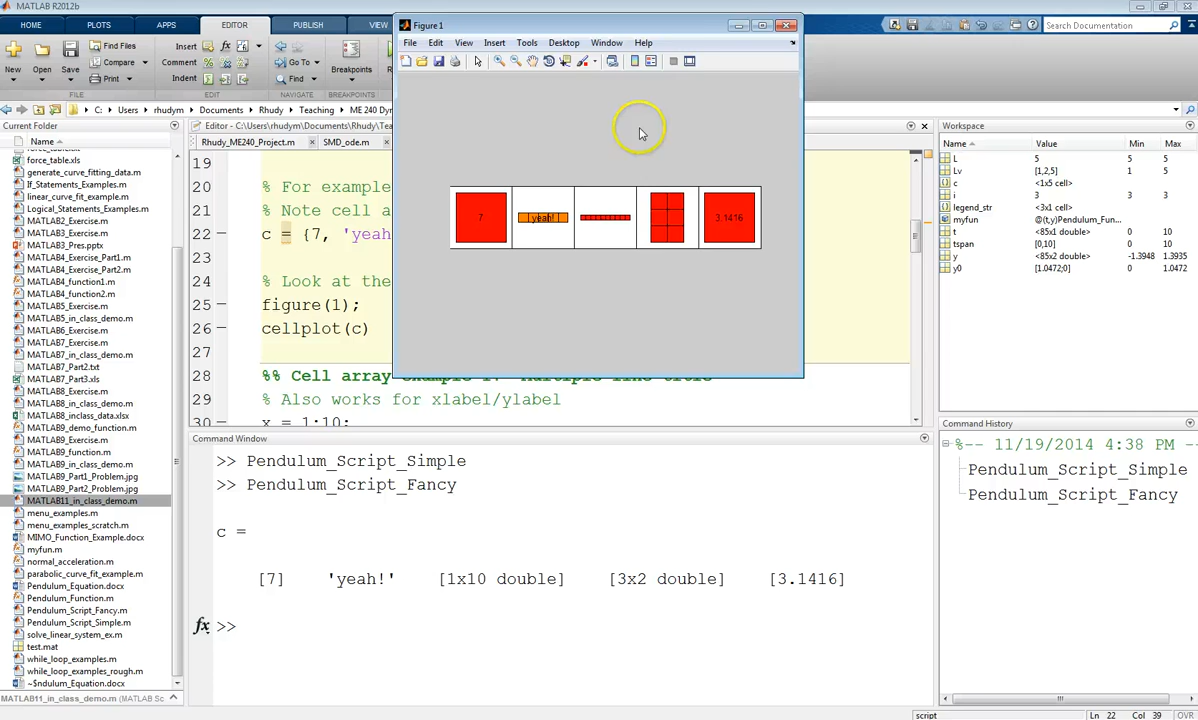 MATLAB R2012b
HOME
PLOTS
APPS
EDITOR
PUBLISH
VIEW
Search Documentation
New
Open
Save
Find Files
Compare
Print
Insert
Comment
Indent
Go To
Find
Breakpoints
FILE
EDIT
NAVIGATE
BREAKPOINTS
C: Users rhudym Documents Rhudy Teaching ME 240 Dyn
Current Folder
Name
force_table.xls
generate_curve_fitting_data.m
If_Statements_Examples.m
linear_curve_fit_example.m
Logical_Statements_Examples.m
MATLAB3_Exercise.m
MATLAB3_Pres.pptx
MATLAB4_Exercise_Part1.m
MATLAB4_Exercise_Part2.m
MATLAB4_function1.m
MATLAB4_function2.m
MATLAB5_Exercise.m
MATLAB5_in_class_demo.m
MATLAB6_Exercise.m
MATLAB7_Exercise.m
MATLAB7_in_class_demo.m
MATLAB7_Part2.txt
MATLAB7_Part3.xls
MATLAB8_Exercise.m
MATLAB8_in_class_demo.m
MATLAB8_inclass_data.xlsx
MATLAB9_demo_function.m
MATLAB9_Exercise.m
MATLAB9_function.m
MATLAB9_in_class_demo.m
MATLAB9_Part1_Problem.jpg
MATLAB9_Part2_Problem.jpg
MATLAB11_in_class_demo.m
menu_examples.m
menu_examples_scratch.m
MIMO_Function_Example.docx
myfun.m
normal_acceleration.m
parabolic_curve_fit_example.m
Pendulum_Equation.docx
Pendulum_Function.m
Pendulum_Script_Fancy.m
Pendulum_Script_Simple.m
solve_linear_system_ex.m
test.mat
while_loop_examples.m
while_loop_examples_rough.m
~$ndulum_Equation.docx
MATLAB11_in_class_demo.m (MATLAB Sc
Editor - C:\Users\rhudym\Documents\Rhudy\Tea
Rhudy_ME240_Project.m
SMD_ode.m
19
20 % For example
21 % Note cell a
22 c = {7, 'yeah
23
24 % Look at the
25 figure(1);
26 cellplot(c)
27
28
29 % Also works for xlabel/ylabel
30 x = 1:10;
Figure 1
File Edit View Insert Tools Desktop Window Help
7
yeah!
3.1416
Command Window
>> Pendulum_Script_Simple
>> Pendulum_Script_Fancy
c =
[7] 'yeah!' [1x10 double] [3x2 double] [3.1416]
fx >>
Workspace
Name Value Min Max
L 5 5 5
Lv [1,2,5] 1 5
c <1x5 cell>
i 3 3 3
legend_str <3x1 cell>
myfun @(t,y)Pendulum_Fun...
t <85x1 double> 0 10
tspan [0,10] 0 10
y <85x2 double> -1.3948 1.3935
y0 [1.0472;0] 0 1.0472
Command History
%-- 11/19/2014 4:38 PM --
Pendulum_Script_Simple
Pendulum_Script_Fancy
script
Ln 22 Col 39 OVR